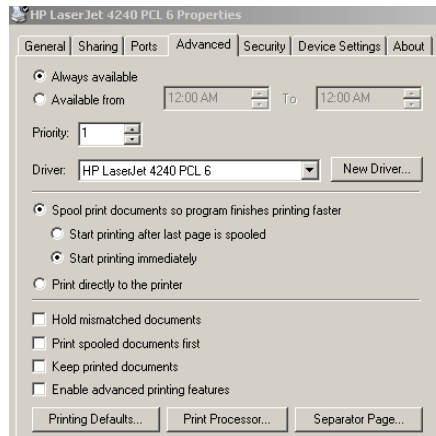 HP LaserJet 4240 PCL 6 Properties
General Sharing Ports Advanced Security Device Settings About
Always available
Available from 12:00 AM To 12:00 AM
Priority: 1
Driver: HP LaserJet 4240 PCL 6 New Driver...
Spool print documents so program finishes printing faster
Start printing after last page is spooled
Start printing immediately
Print directly to the printer
Hold mismatched documents
Print spooled documents first
Keep printed documents
Enable advanced printing features
Printing Defaults... Print Processor... Separator Page...